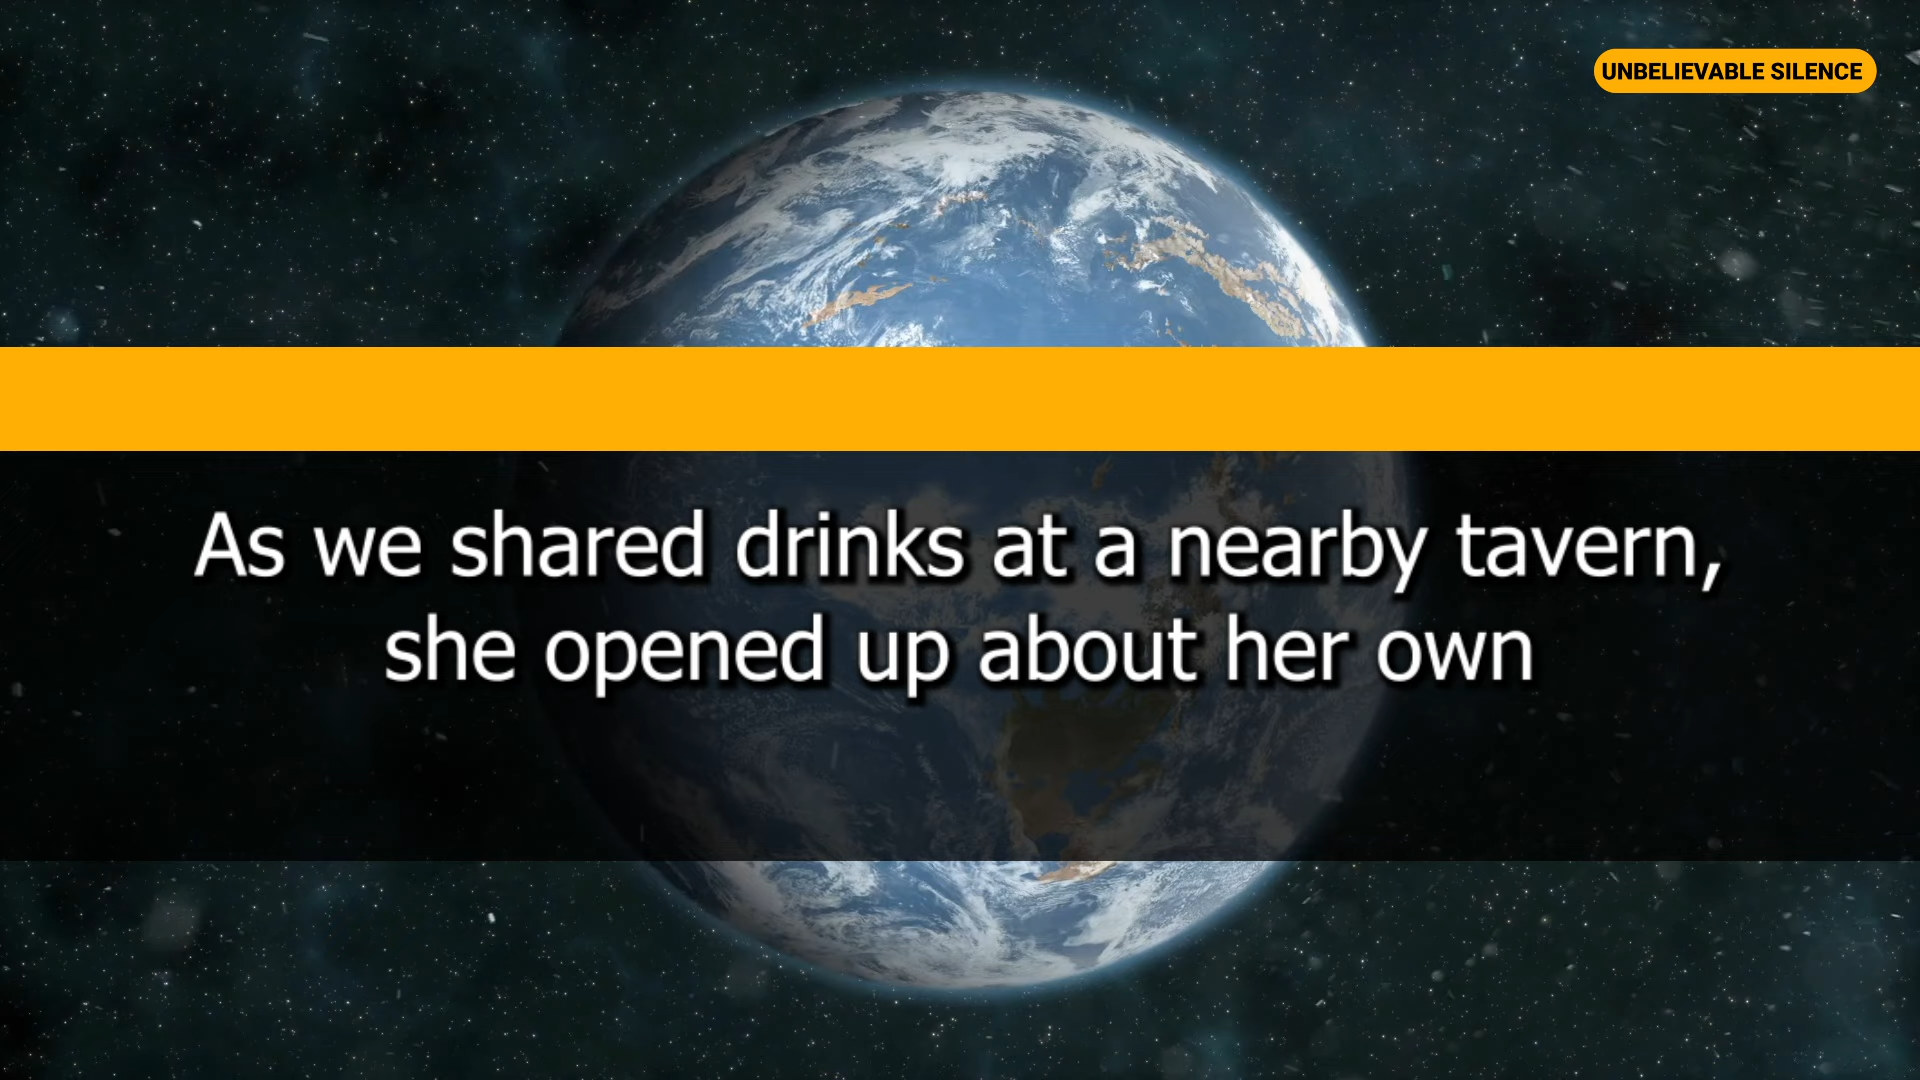 UNBELIEVABLE SILENCE
As we shared drinks at a nearby tavern,
she opened up about her own